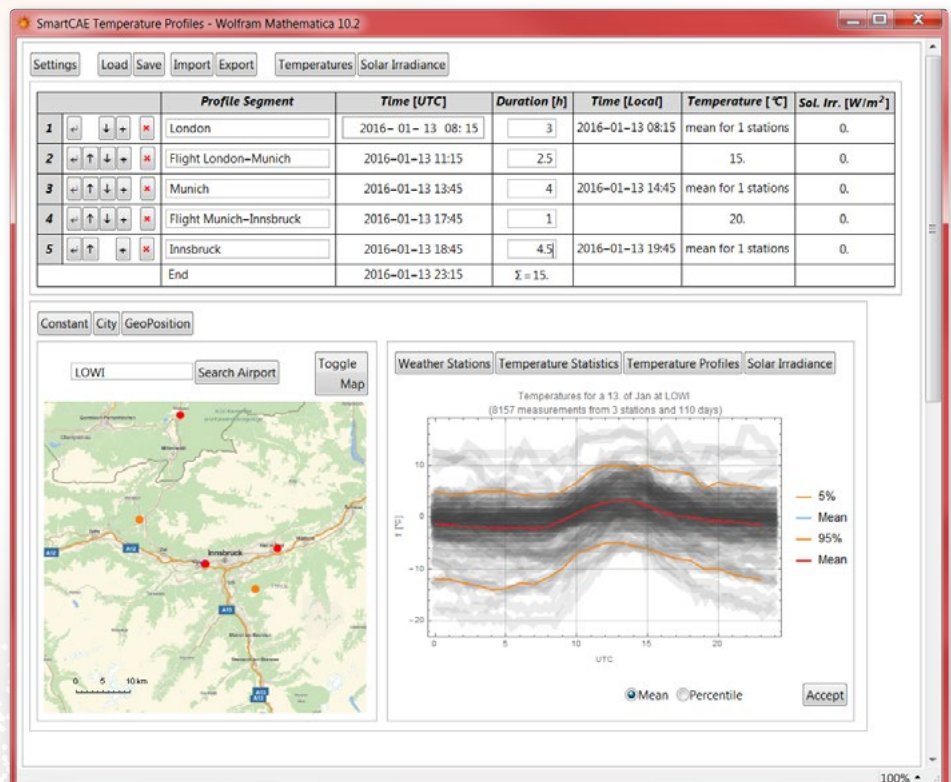 SmartCAE Temperature Profiles - Wolfram Mathematica 10.2
Settings Load Save Import Export Temperatures Solar Irradiance
Profile Segment Time [UTC] Duration [h] Time [Local] Temperature [°C] Sol. Irr. [W/m²]
1 London 2016-01-13 08:15 3 2016-01-13 08:15 mean for 1 stations 0.
2 Flight London-Munich 2016-01-13 11:15 2.5 15. 0.
3 Munich 2016-01-13 13:45 4 2016-01-13 14:45 mean for 1 stations 0.
4 Flight Munich-Innsbruck 2016-01-13 17:45 1 20. 0.
5 Innsbruck 2016-01-13 18:45 4.5 2016-01-13 19:45 mean for 1 stations 0.
End 2016-01-13 23:15 Σ = 15.
Constant City GeoPosition
LOWI Search Airport Toggle Map
Innsbruck
A12
A12
A13
0 5 10 km
Weather Stations Temperature Statistics Temperature Profiles Solar Irradiance
Temperatures for a 13. of Jan at LOWI
(8157 measurements from 3 stations and 110 days)
10
0
-10
-20
T [°C]
0 5 10 15 20
UTC
5%
Mean
95%
Mean
Mean Percentile Accept
100%